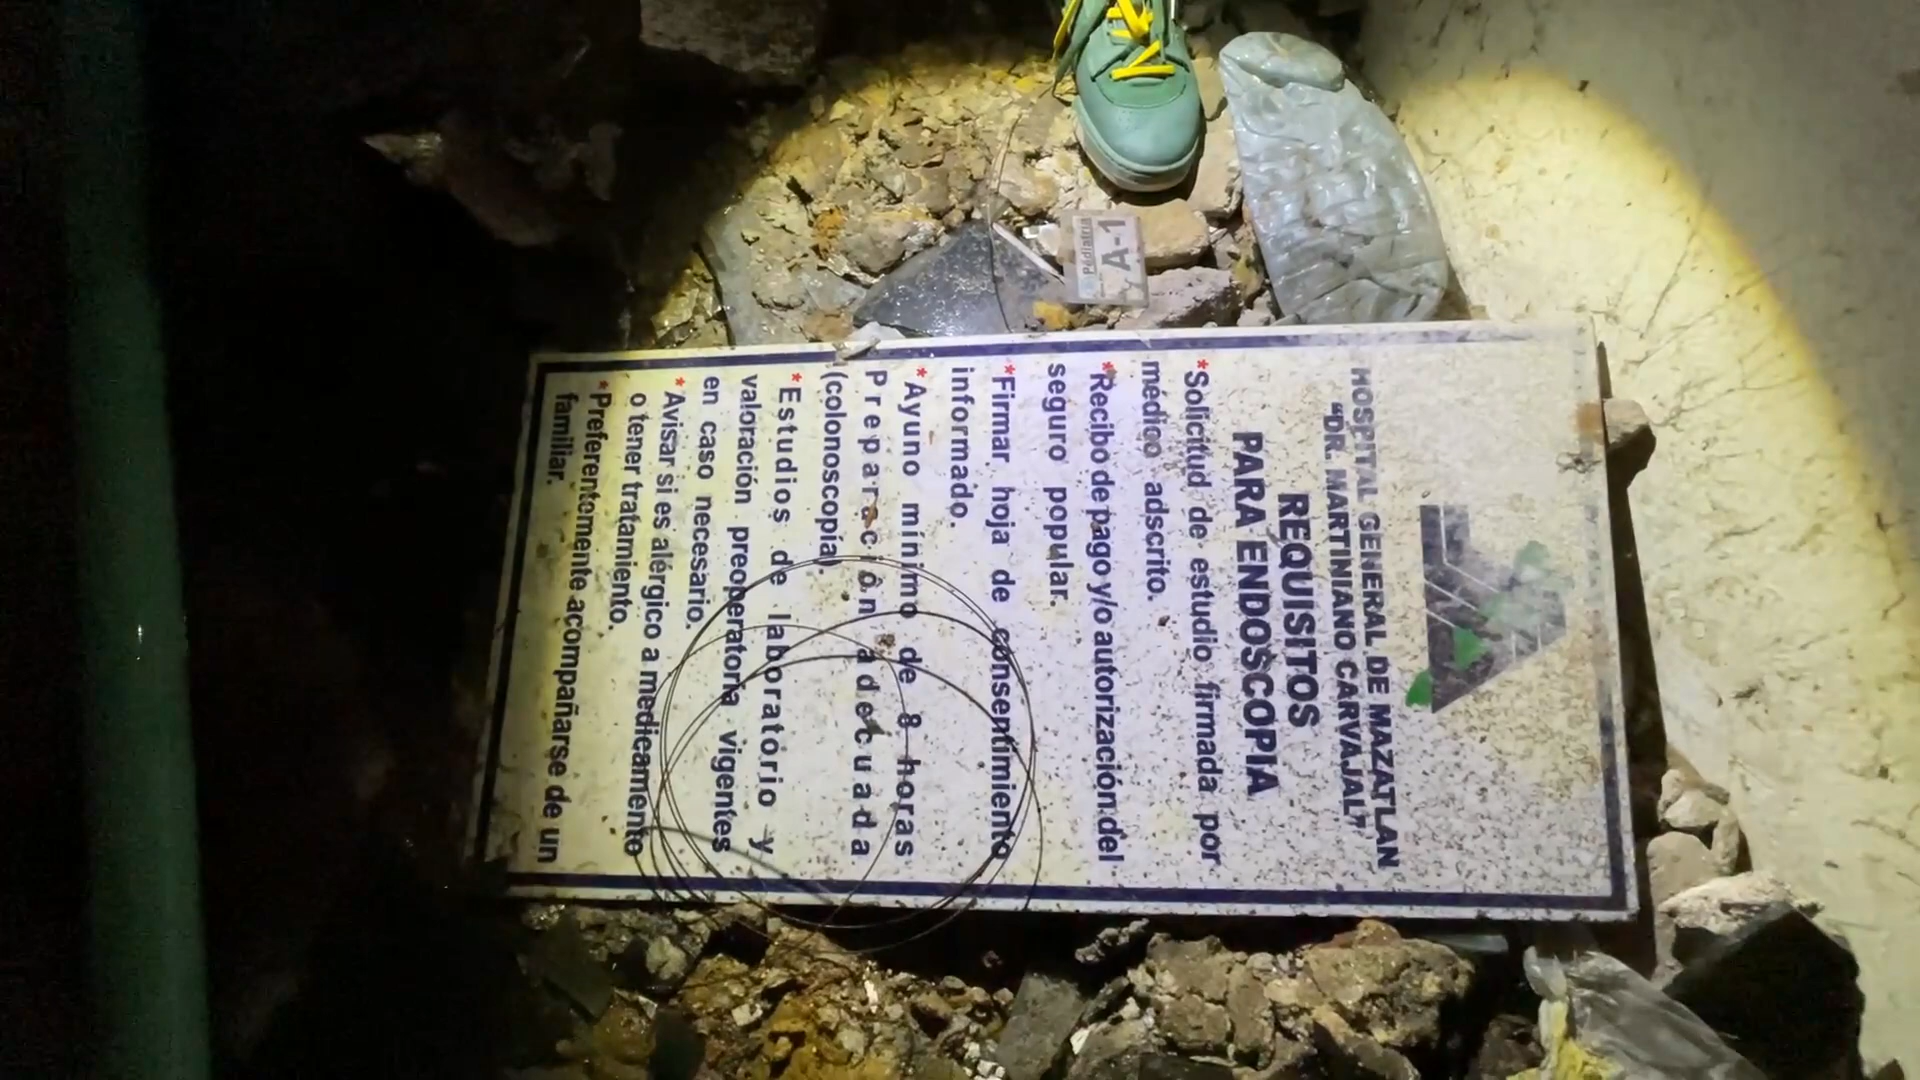 HOSPITAL GENERAL DE MAZATLAN
"DR. MARTINIANO CARVAJAL"
REQUISITOS
PARA ENDOSCOPIA
*Solicitud de estudio firmada por
médico adscrito.
*Recibo de pago y/o autorización del
seguro popular.
*Firmar hoja de consentimiento
informado.
*Ayuno mínimo de 8 horas
Preparación adecuada
(colonoscopía).
*Estudios de laboratorio y
valoración preoperatoria vigentes
en caso necesario.
*Avisar si es alérgico a medicamento
o tener tratamiento.
*Preferentemente acompañarse de un
familiar.
Pediatría
A-1